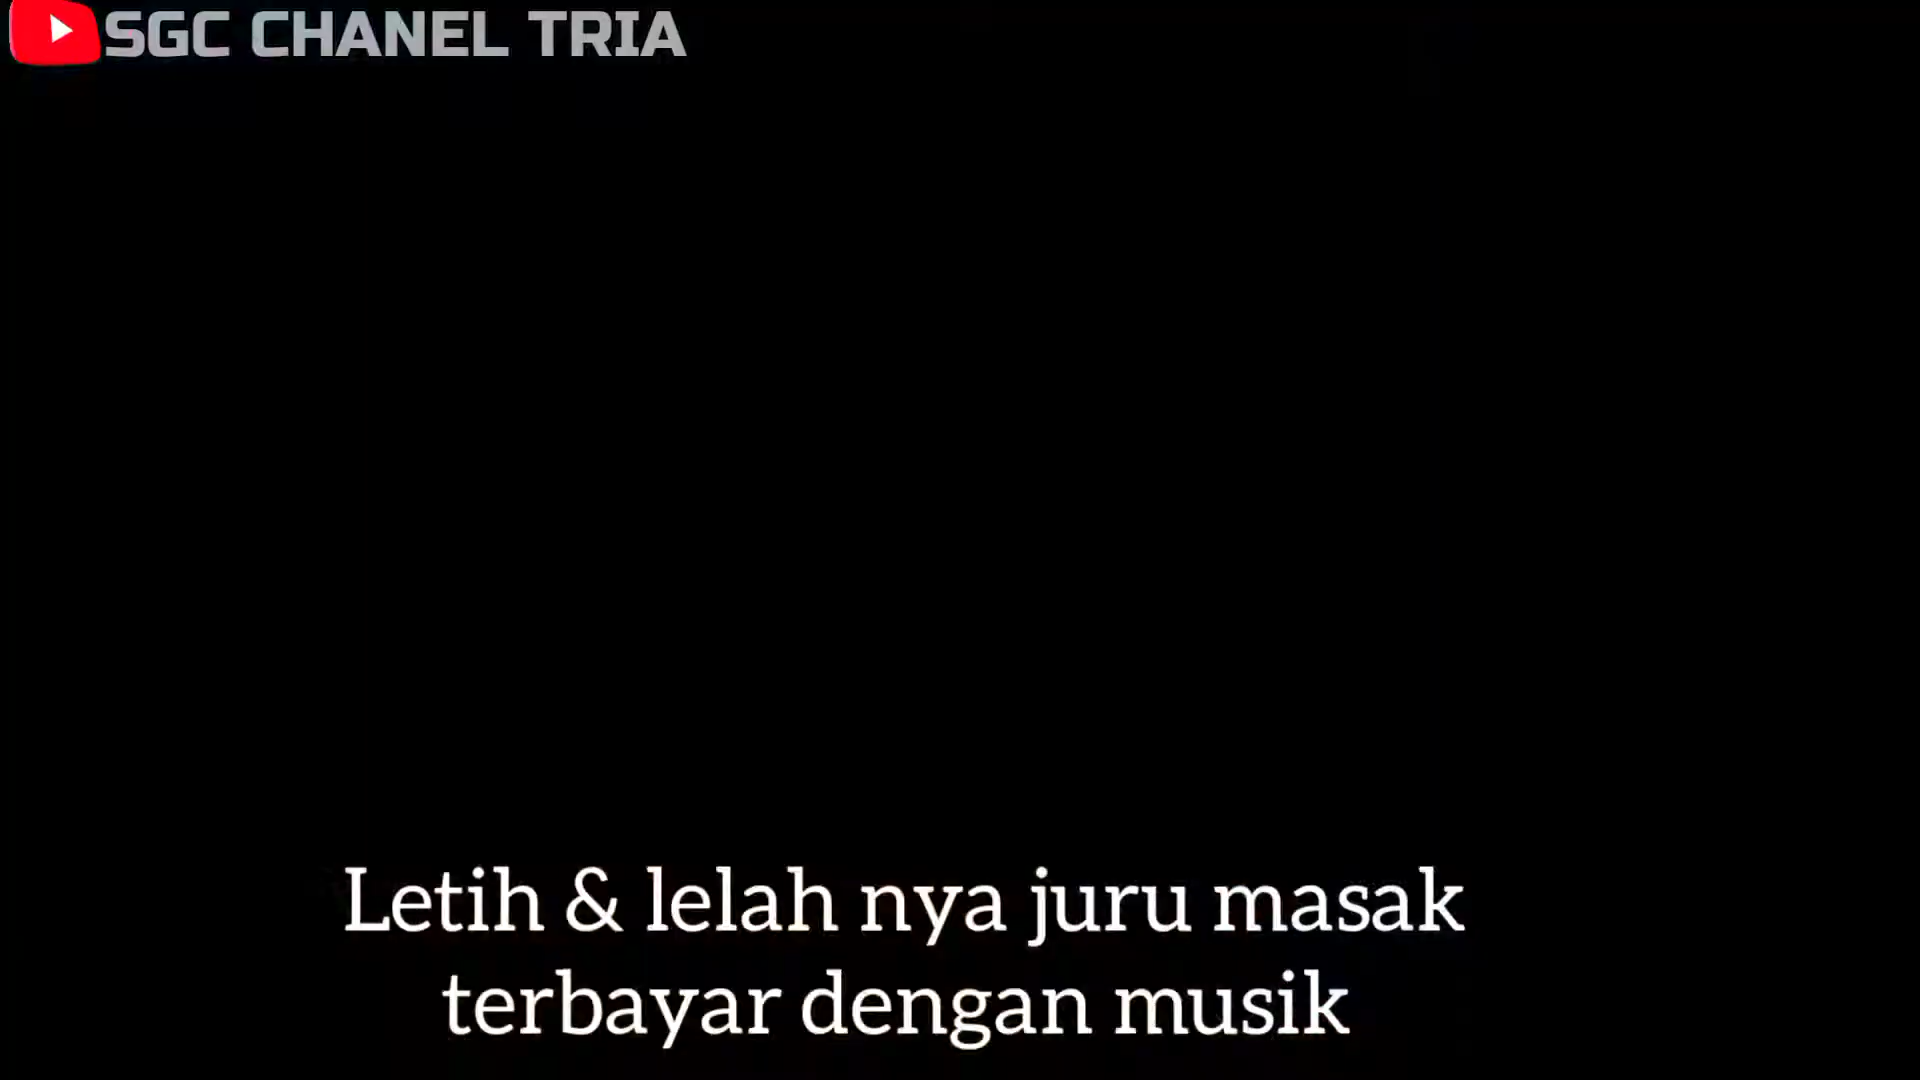 SGC CHANEL TRIA
Letih & lelah nya juru masak
terbayar dengan musik